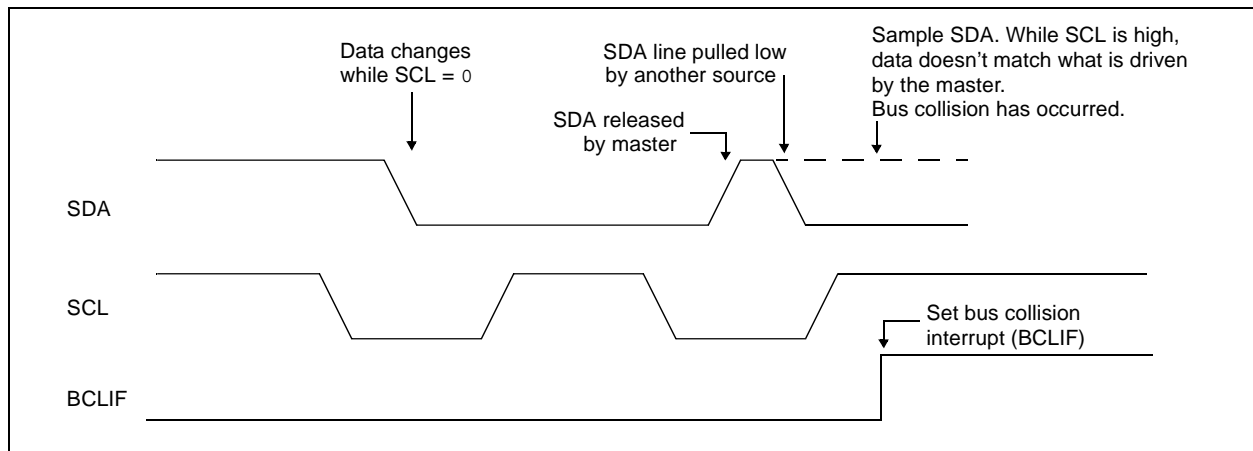 Data changes
while SCL = 0
SDA line pulled low
by another source
Sample SDA. While SCL is high,
data doesn’t match what is driven
by the master.
Bus collision has occurred.
SDA released
by master
SDA
SCL
Set bus collision
interrupt (BCLIF)
BCLIF